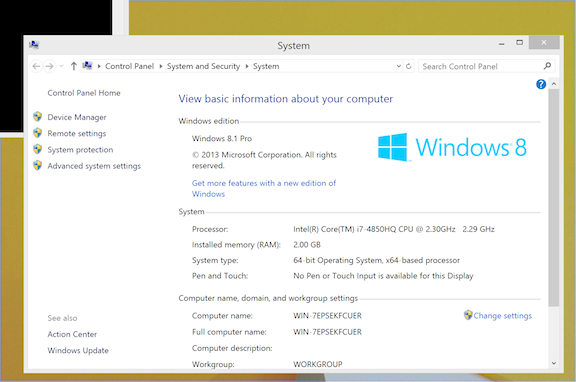 System
Control Panel
System and Security
System
Search Control Panel
Control Panel Home
Device Manager
Remote settings
System protection
Advanced system settings
See also
Action Center
Windows Update
View basic information about your computer
Windows edition
Windows 8.1 Pro
© 2013 Microsoft Corporation. All rights
reserved.
Get more features with a new edition of
Windows
Windows 8
System
Processor: Intel(R) Core(TM) i7-4850HQ CPU @ 2.30GHz 2.29 GHz
Installed memory (RAM): 2.00 GB
System type: 64-bit Operating System, x64-based processor
Pen and Touch: No Pen or Touch Input is available for this Display
Computer name, domain, and workgroup settings
Computer name: WIN-7EPSEKFCUER
Change settings
Full computer name: WIN-7EPSEKFCUER
Computer description:
Workgroup: WORKGROUP